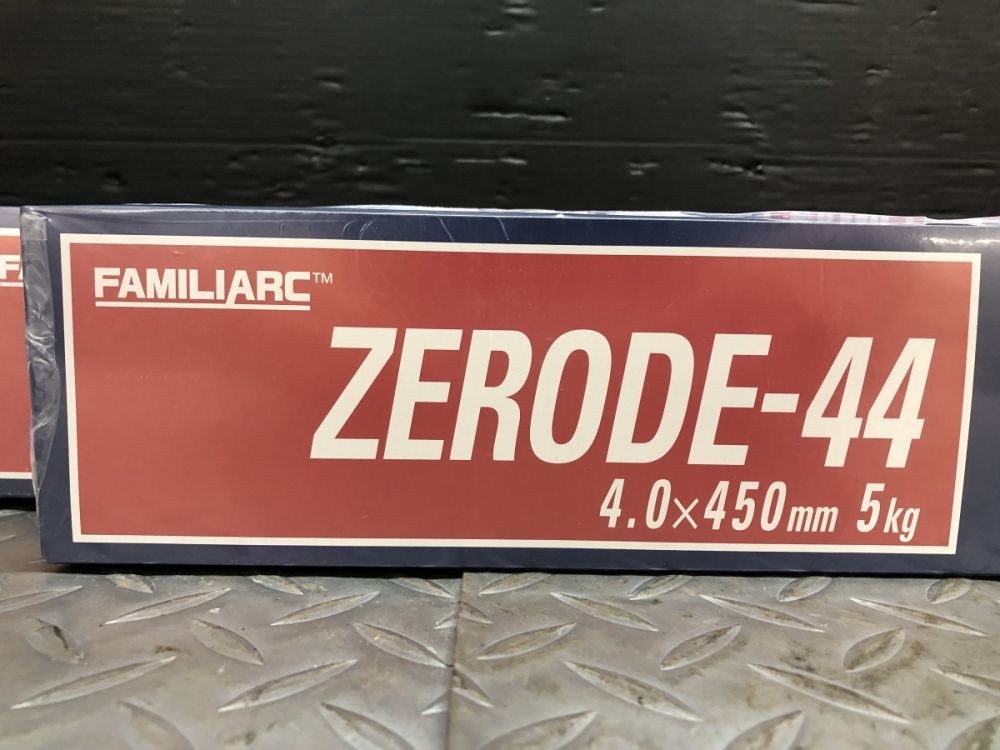 FAMILIARC™
ZERODE-44
4.0×450mm 5kg
F